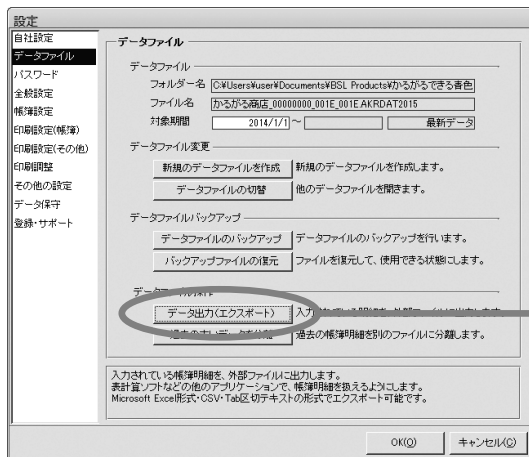 設定
自社設定
データファイル
パスワード
全般設定
帳簿設定
印刷設定(帳簿)
印刷設定(その他)
印刷調整
その他の設定
データ保守
登録・サポート
データファイル
データファイル
フォルダー名 C:¥Users¥user¥Documents¥BSL Products¥かるがるできる青色
ファイル名 かるがる商店_00000000_001E_001E.AKRDAT2015
対象期間 2014/1/1 ～ 最新データ
データファイル変更
新規のデータファイルを作成 新規のデータファイルを作成します。
データファイルの切替 他のデータファイルを開きます。
データファイルバックアップ
データファイルのバックアップ データファイルのバックアップを行います。
バックアップファイルの復元 ファイルを復元して、使用できる状態にします。
データ出力(エクスポート)
過去の帳簿明細を別のファイルに分離します。
入力されている帳簿明細を、外部ファイルに出力します。
表計算ソフトなどの他のアプリケーションで、帳簿明細を扱えるようにします。
Microsoft Excel形式・CSV・Tab区切テキストの形式でエクスポート可能です。
OK(O) キャンセル(C)